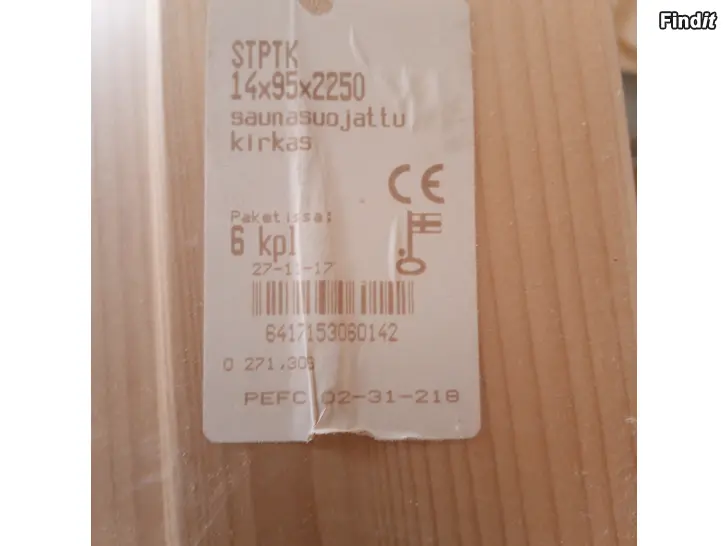 Findit
STPTK
14x95x2250
saunasuojattu
kirkas
CE
Paketissa:
6 kpl
27-11-17
6417153060142
0 271,30
PEFC 02-31-218